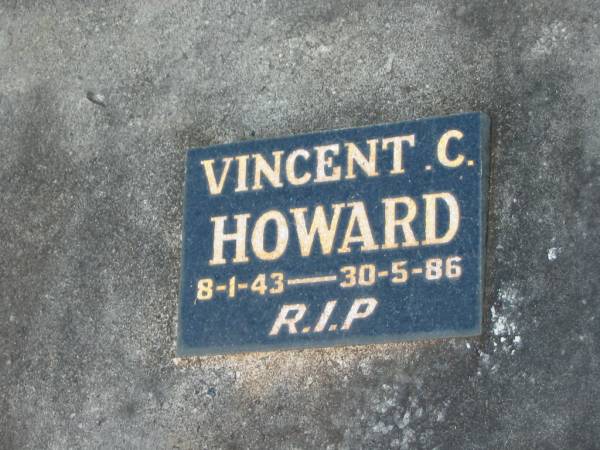 VINCENT .C.
HOWARD
8-1-43—30-5-86
R.I.P